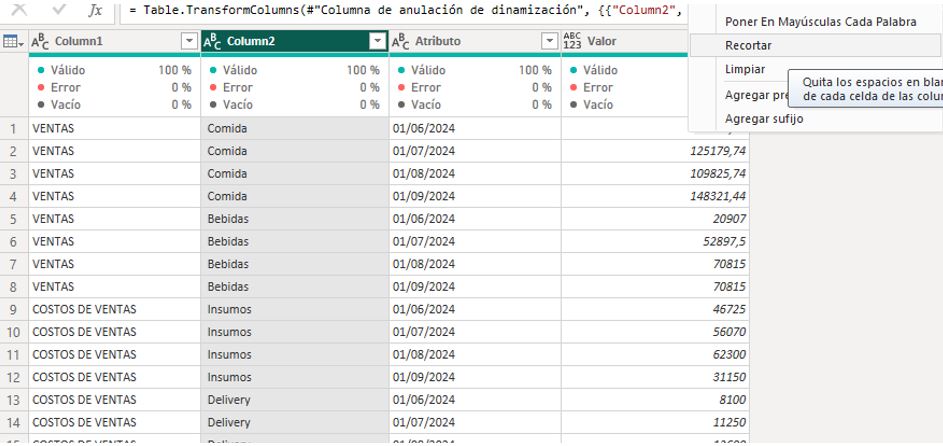 = Table.TransformColumns(#"Columna de anulación de dinamización", {{"Column2",
Poner En Mayúsculas Cada Palabra
Recortar
Limpiar
Quita los espacios en
de cada celda de las
Agregar
Agregar sufijo
ABC Column1 ABC Column2 ABC Atributo ABC 123 Valor
Válido 100 % Válido 100 % Válido 100 % Válido
Error 0 % Error 0 % Error 0 % Error
Vacío 0 % Vacío 0 % Vacío 0 % Vacío
1 VENTAS Comida 01/06/2024
2 VENTAS Comida 01/07/2024 125179,74
3 VENTAS Comida 01/08/2024 109825,74
4 VENTAS Comida 01/09/2024 148321,44
5 VENTAS Bebidas 01/06/2024 20907
6 VENTAS Bebidas 01/07/2024 52897,5
7 VENTAS Bebidas 01/08/2024 70815
8 VENTAS Bebidas 01/09/2024 70815
9 COSTOS DE VENTAS Insumos 01/06/2024 46725
10 COSTOS DE VENTAS Insumos 01/07/2024 56070
11 COSTOS DE VENTAS Insumos 01/08/2024 62300
12 COSTOS DE VENTAS Insumos 01/09/2024 31150
13 COSTOS DE VENTAS Delivery 01/06/2024 8100
14 COSTOS DE VENTAS Delivery 01/07/2024 11250